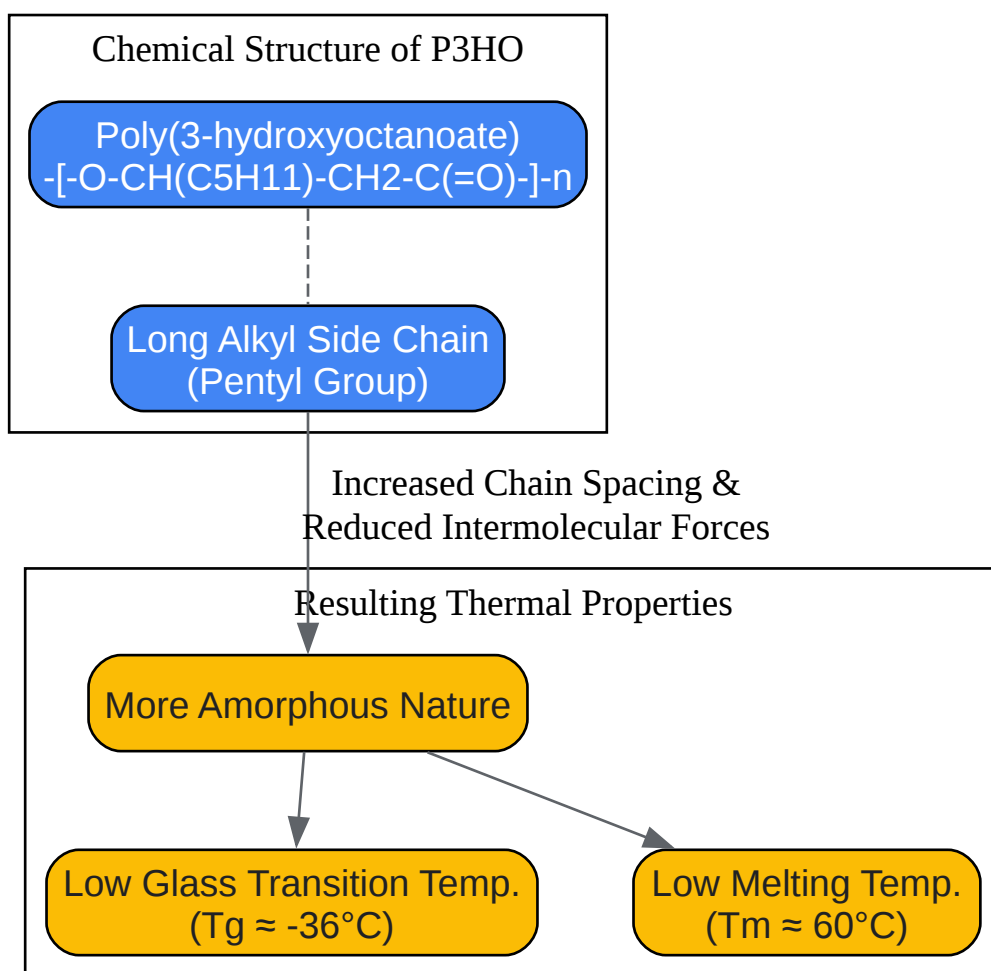 Chemical Structure of P3HO
Poly(3-hydroxyoctanoate)
-[-O-CH(C5H11)-CH2-C(=O)-]-n
Long Alkyl Side Chain
(Pentyl Group)
Increased Chain Spacing &
Reduced Intermolecular Forces
Resulting Thermal Properties
More Amorphous Nature
Low Glass Transition Temp.
(Tg ≈ -36°C)
Low Melting Temp.
(Tm ≈ 60°C)